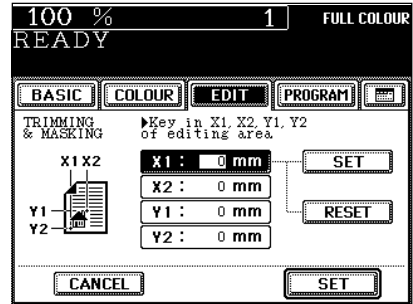 100 % 1 FULL COLOUR
READY
BASIC COLOUR EDIT PROGRAM
TRIMMING
& MASKING
▶Key in X1, X2, Y1, Y2
of editing area
X1 X2
Y1
Y2
X1 : 0 mm
X2 : 0 mm
Y1 : 0 mm
Y2 : 0 mm
SET
RESET
CANCEL SET